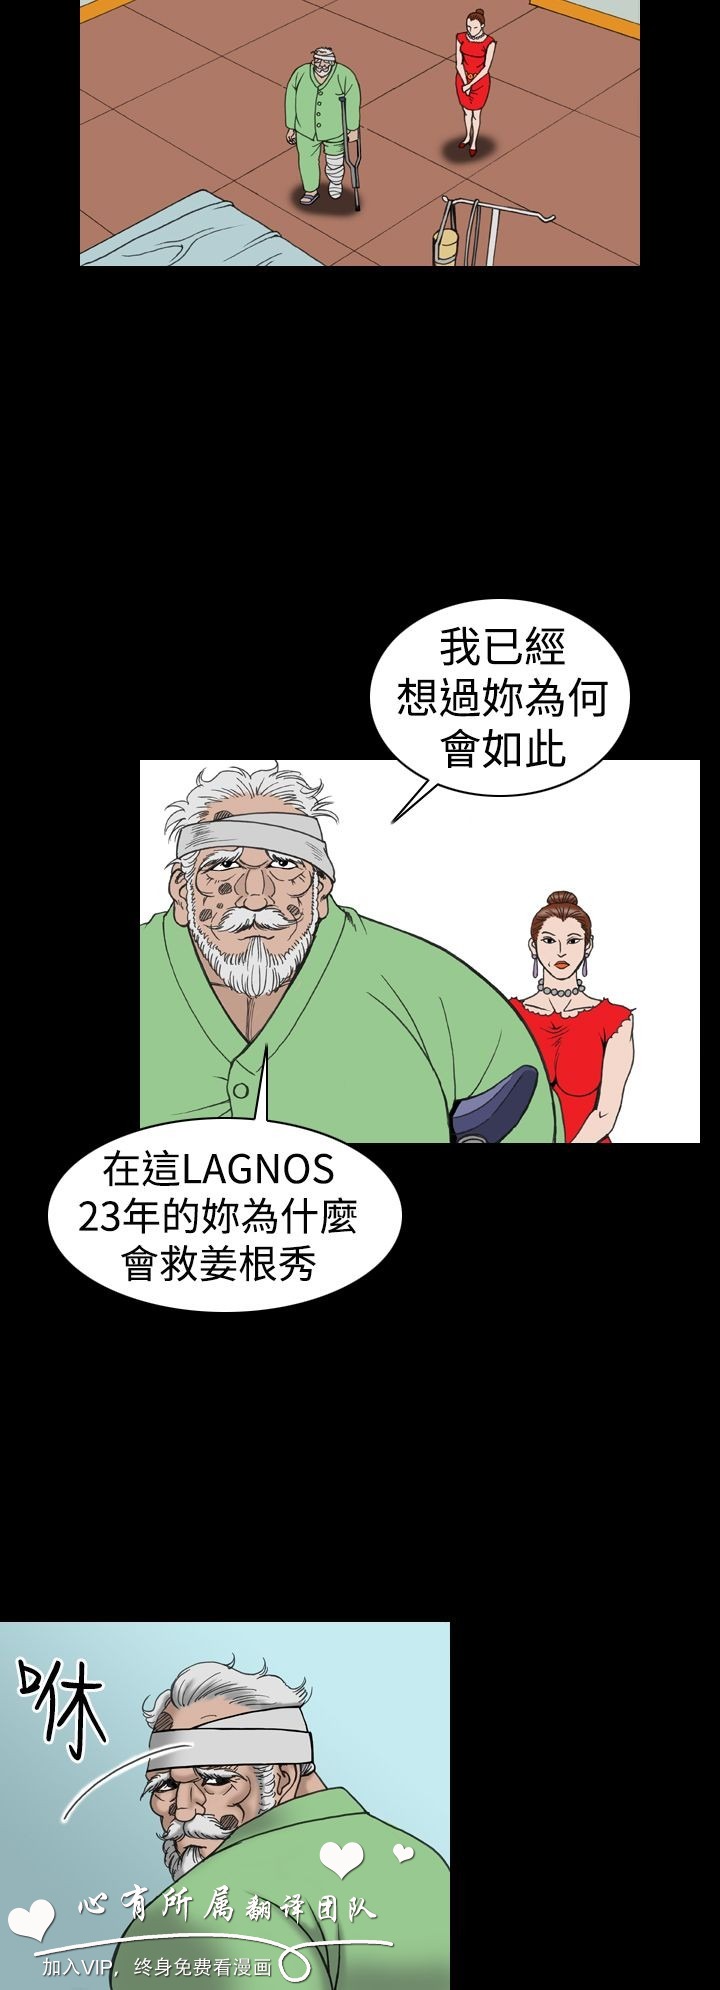 我已經
想過妳為何
會如此
在這LAGNOS
23年的妳為什麼
會救姜根秀
咻
心有所属翻译团队
加入VIP，终身免费看漫画